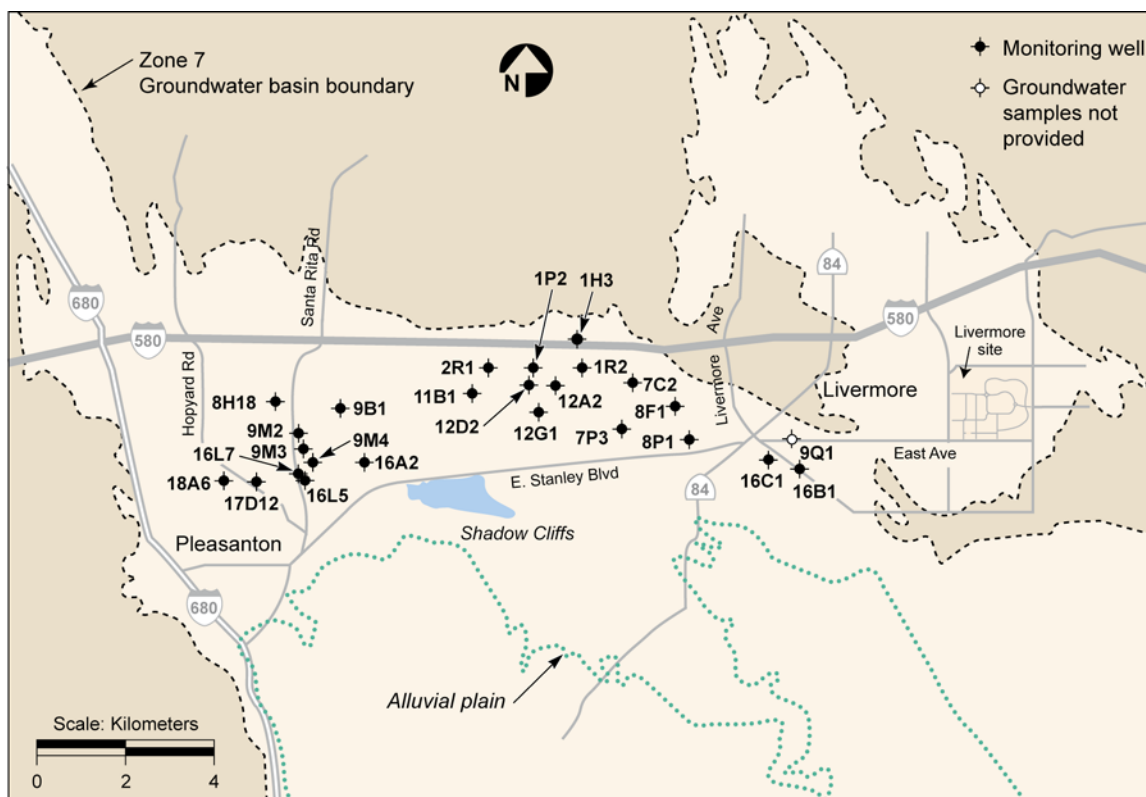 Zone 7
Groundwater basin boundary
N
Monitoring well
Groundwater
samples not
provided
Santa Rita Rd
Hopyard Rd
680
580
1P2
1H3
84
580
Ave
Livermore
Livermore
site
Livermore
2R1
1R2
7C2
11B1
12A2
8F1
8H18
9B1
12D2
12G1
7P3
8P1
9M2
9M3
9M4
16L7
16A2
9Q1
East Ave
18A6
17D12
16L5
E. Stanley Blvd
84
16C1
16B1
Pleasanton
Shadow Cliffs
680
Alluvial plain
Scale: Kilometers
0
2
4